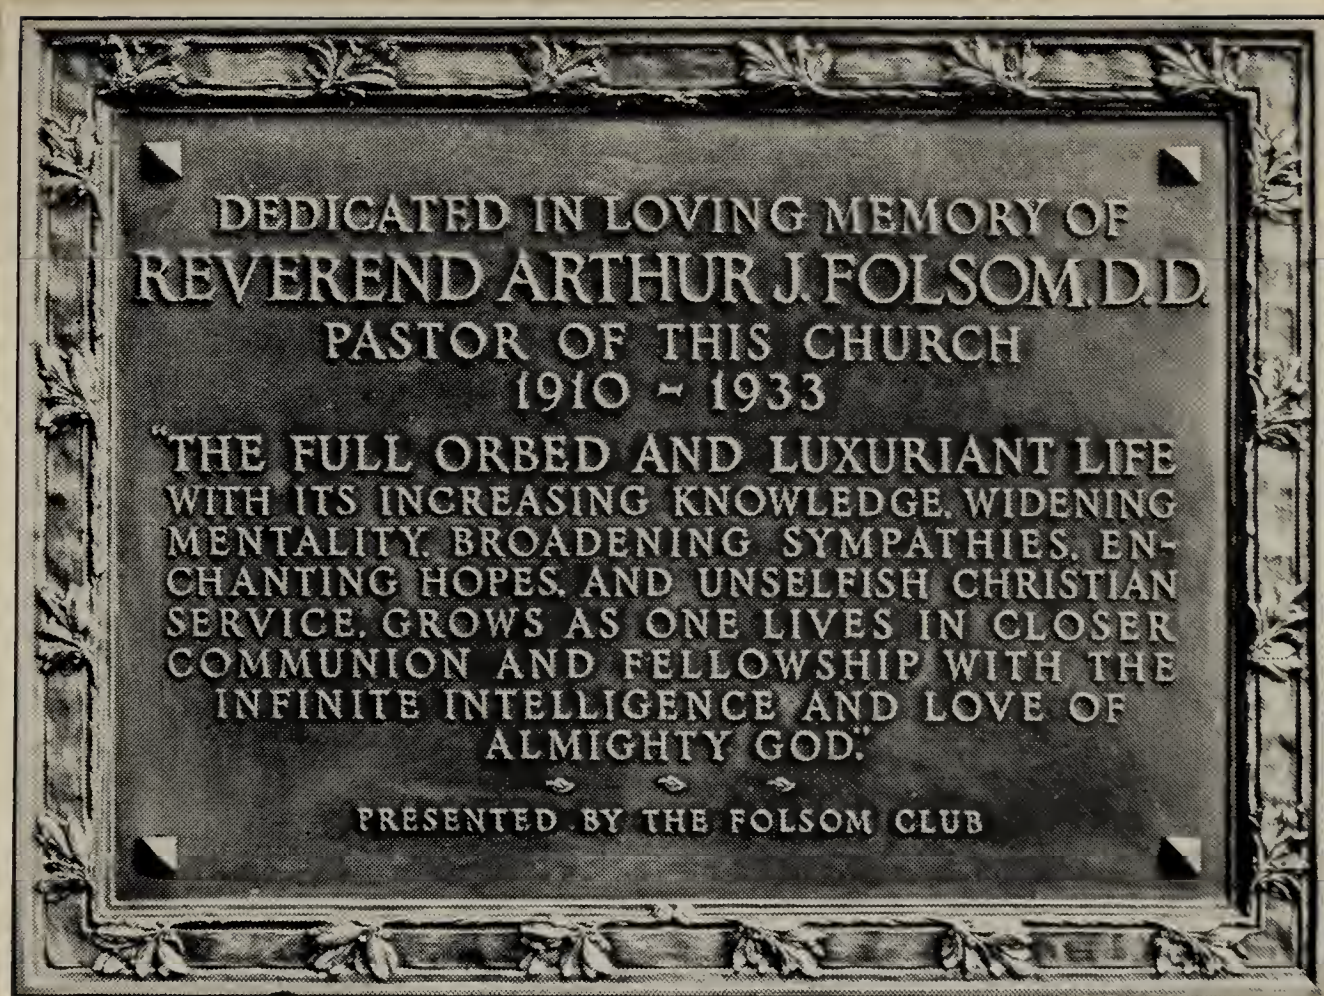 DEDICATED IN LOVING MEMORY OF
REVEREND ARTHUR J. FOLSOM, D.D.
PASTOR OF THIS CHURCH
1910 - 1933
"THE FULL ORBED AND LUXURIANT LIFE
WITH ITS INCREASING KNOWLEDGE, WIDENING
MENTALITY, BROADENING SYMPATHIES, EN-
CHANTING HOPES, AND UNSELFISH CHRISTIAN
SERVICE, GROWS AS ONE LIVES IN CLOSER
COMMUNION AND FELLOWSHIP WITH THE
INFINITE INTELLIGENCE AND LOVE OF
ALMIGHTY GOD."
PRESENTED BY THE FOLSOM CLUB